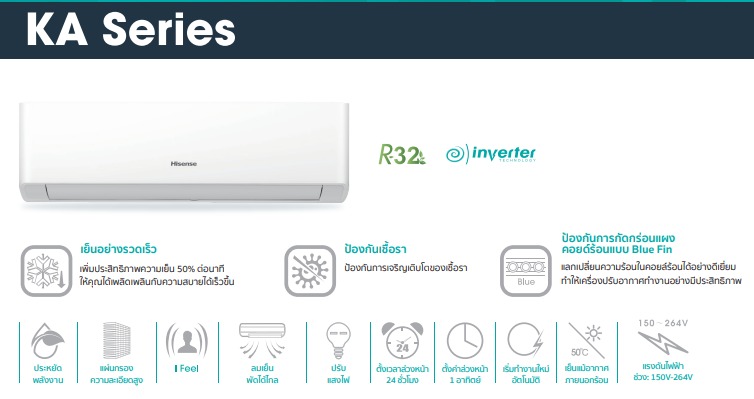 KA Series
Hisense
R-32
inverter
TECHNOLOGY
เย็นอย่างรวดเร็ว
เพิ่มประสิทธิภาพความเย็น 50% ต่อนาที
ให้คุณได้เพลิดเพลินกับความสบายได้เร็วขึ้น
ป้องกันเชื้อรา
ป้องกันการเจริญเติบโตของเชื้อรา
Blue
ป้องกันการกัดกร่อนแผง
คอยด์ร้อนแบบ Blue Fin
แลกเปลี่ยนความร้อนในคอยส์ร้อนได้อย่างดีเยี่ยม
ทำให้เครื่องปรับอากาศทำงานอย่างมีประสิทธิภาพ
ประหยัด
พลังงาน
แผ่นกรอง
ความละเอียดสูง
I Feel
ลมเย็น
พัดได้ไกล
ปรับ
แสงไฟ
24
ตั้งเวลาล่วงหน้า
24 ชั่วโมง
ตั้งค่าล่วงหน้า
1 อาทิตย์
เริ่มทำงานใหม่
อัตโนมัติ
50℃
เย็นแม้อากาศ
ภายนอกร้อน
150 ~ 264V
แรงดันไฟฟ้า
ช่วง: 150V-264V